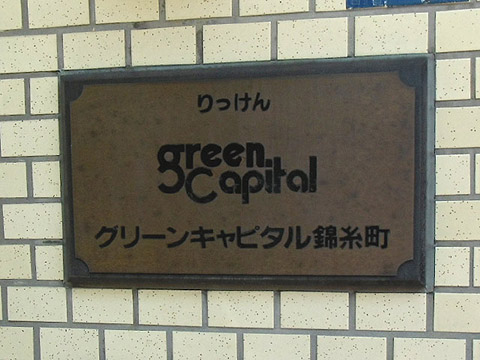 りっけん
green
Capital
グリーンキャピタル錦糸町